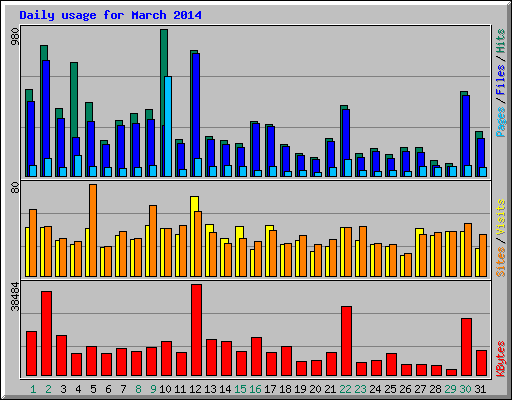 Daily usage for March 2014
980
Pages / Files / Hits
80
Sites / Visits
38484
KBytes
1 2 3 4 5 6 7 8 9 10 11 12 13 14 15 16 17 18 19 20 21 22 23 24 25 26 27 28 29 30 31